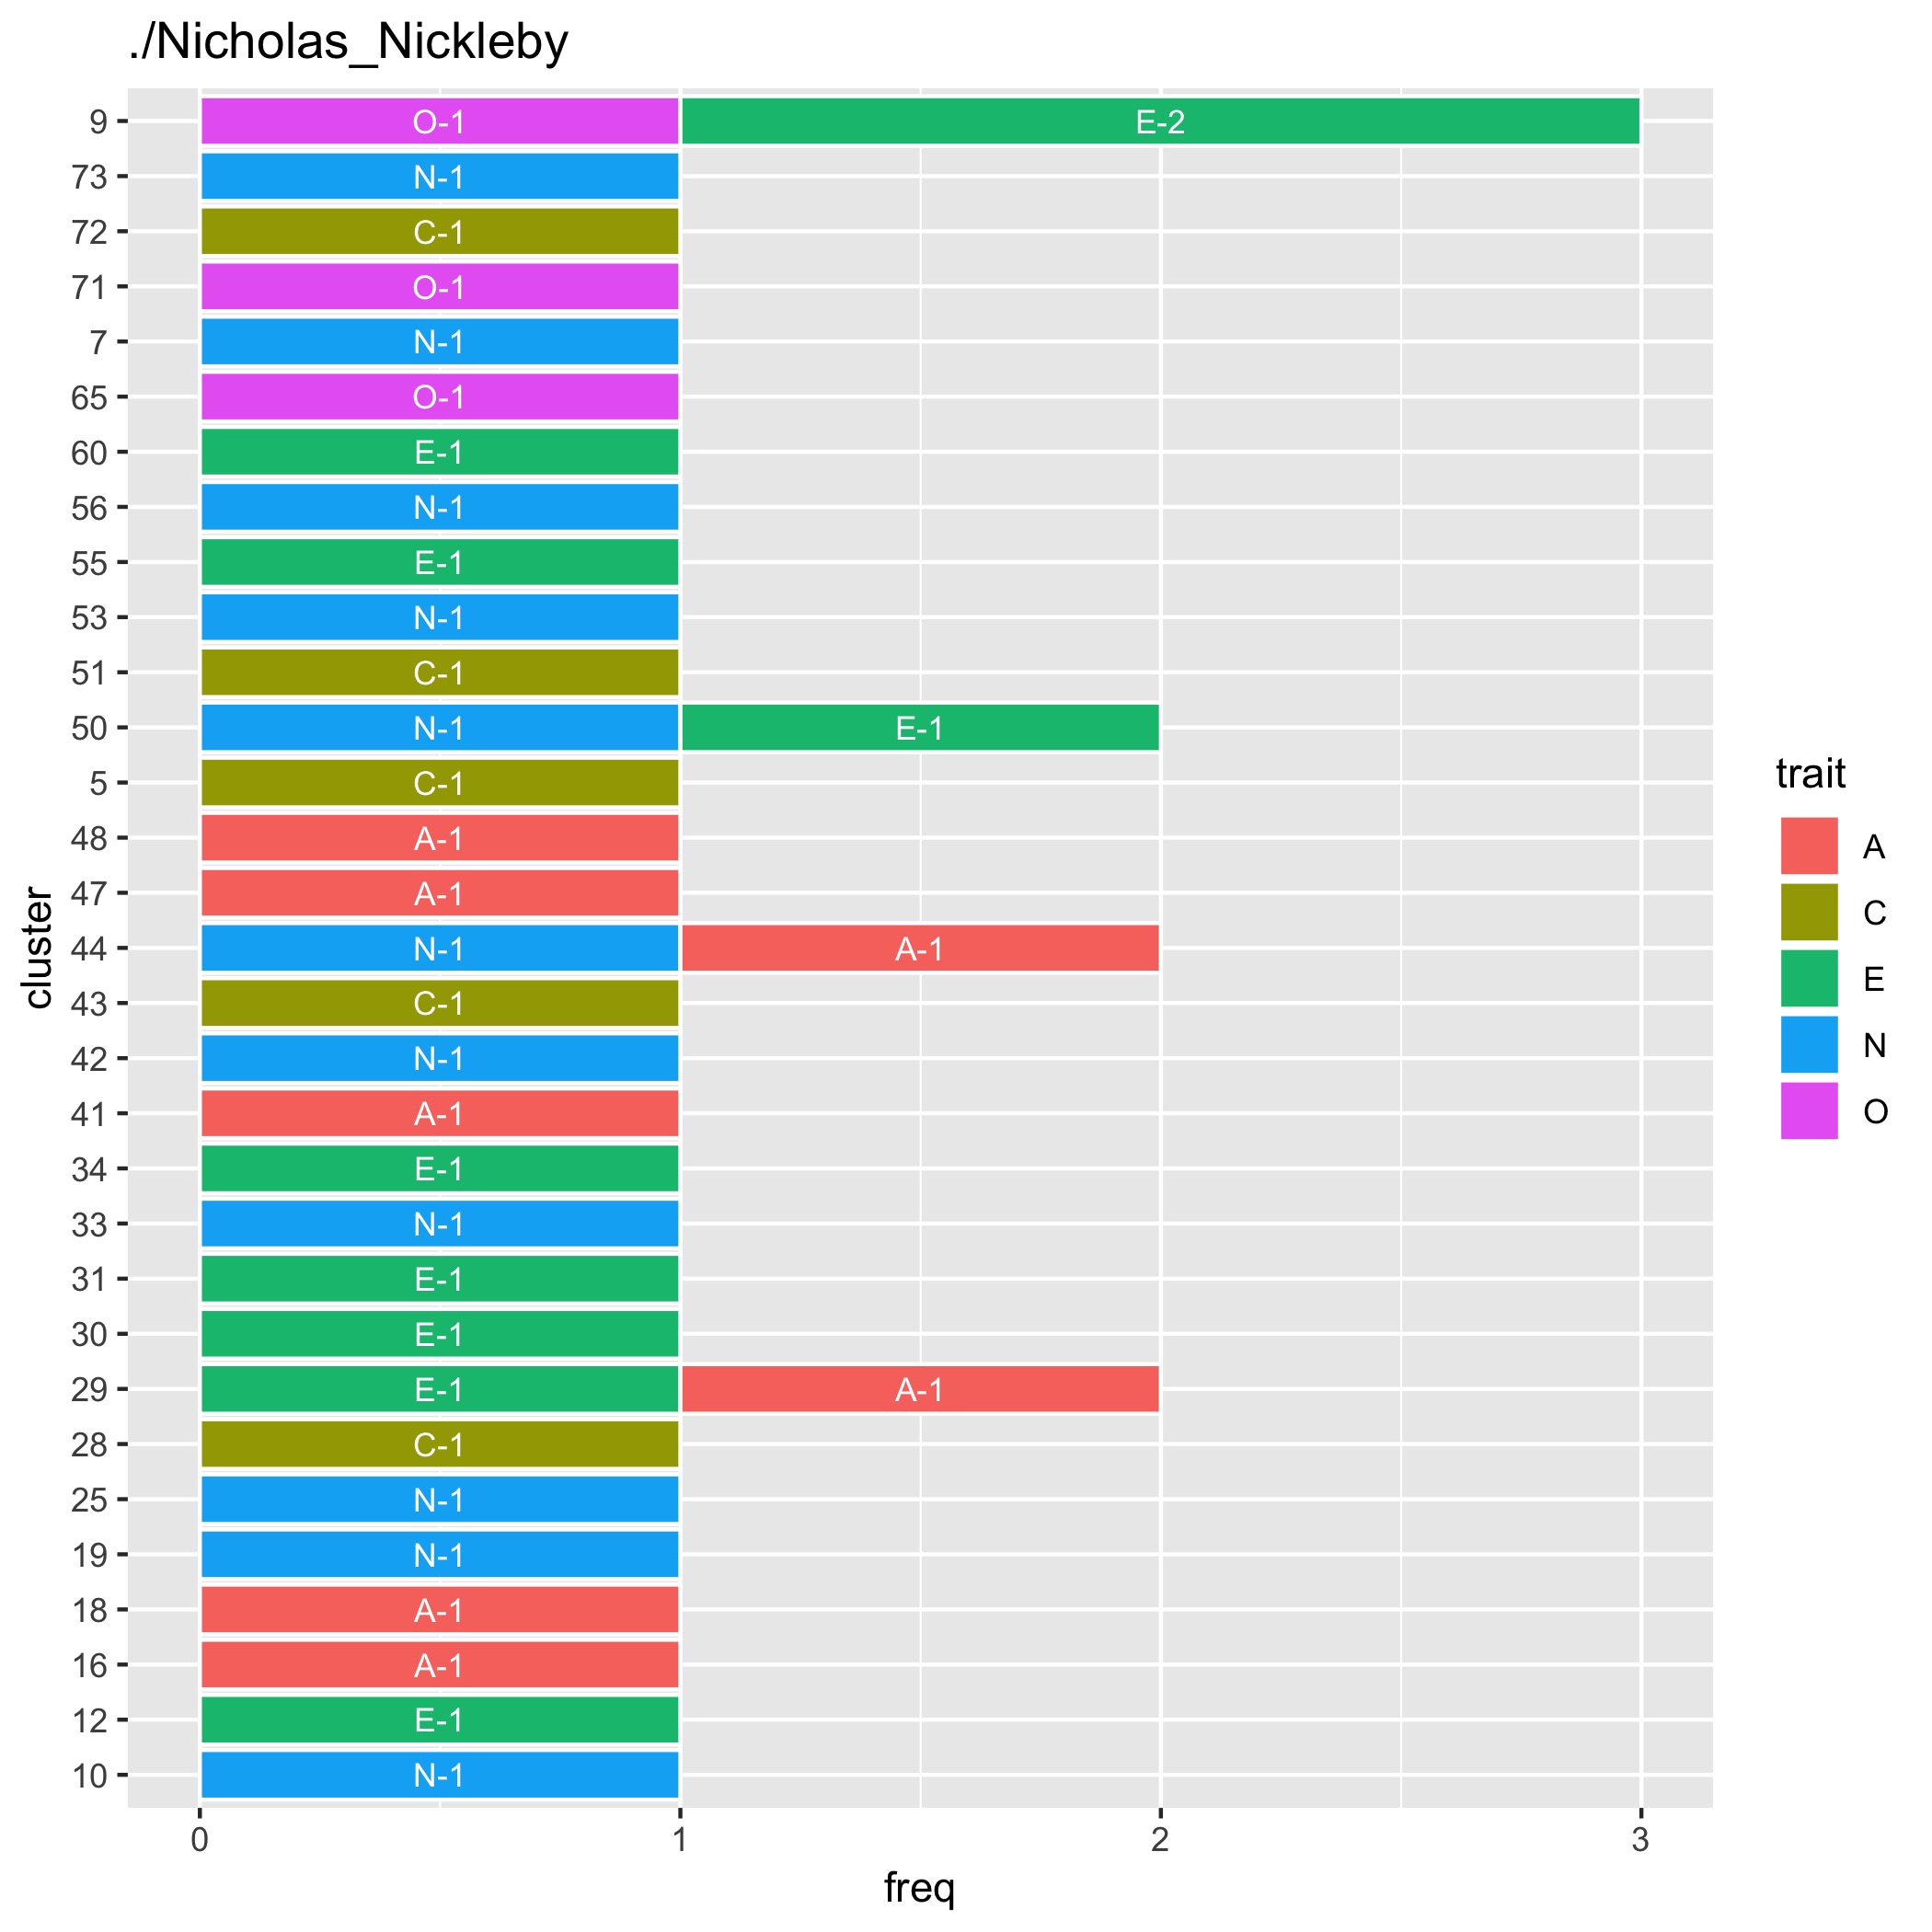 ./Nicholas_Nickleby
9 O-1 E-2
73 N-1
72 C-1
71 O-1
7 N-1
65 O-1
60 E-1
56 N-1
55 E-1
53 N-1
51 C-1
50 N-1 E-1
5 C-1
48 A-1
47 A-1
44 N-1 A-1
43 C-1
42 N-1
41 A-1
34 E-1
33 N-1
31 E-1
30 E-1
29 E-1 A-1
28 C-1
25 N-1
19 N-1
18 A-1
16 A-1
12 E-1
10 N-1
0 1 2 3
freq
cluster
trait
A
C
E
N
O